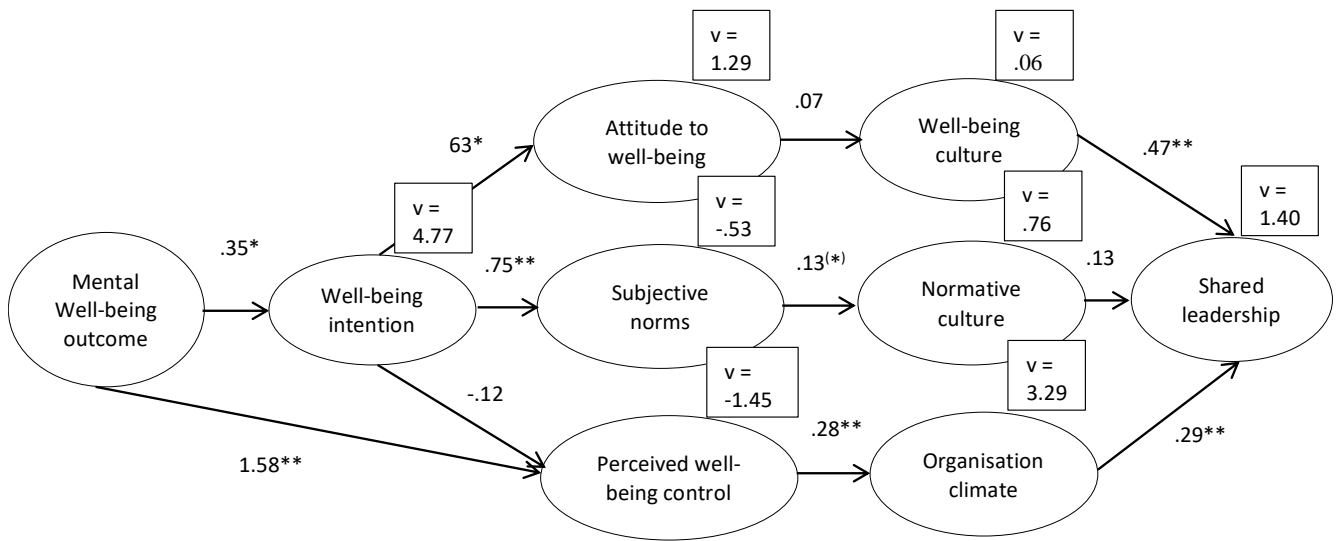 v =
1.29
v =
.06
.07
Attitude to
well-being
Well-being
culture
63*
.47**
v =
4.77
v =
-.53
v =
.76
v =
1.40
.35*
.75**
.13(*)
.13
Mental
Well-being
outcome
Well-being
intention
Subjective
norms
Normative
culture
Shared
leadership
-.12
v =
-1.45
v =
3.29
1.58**
.28**
.29**
Perceived well-
being control
Organisation
climate